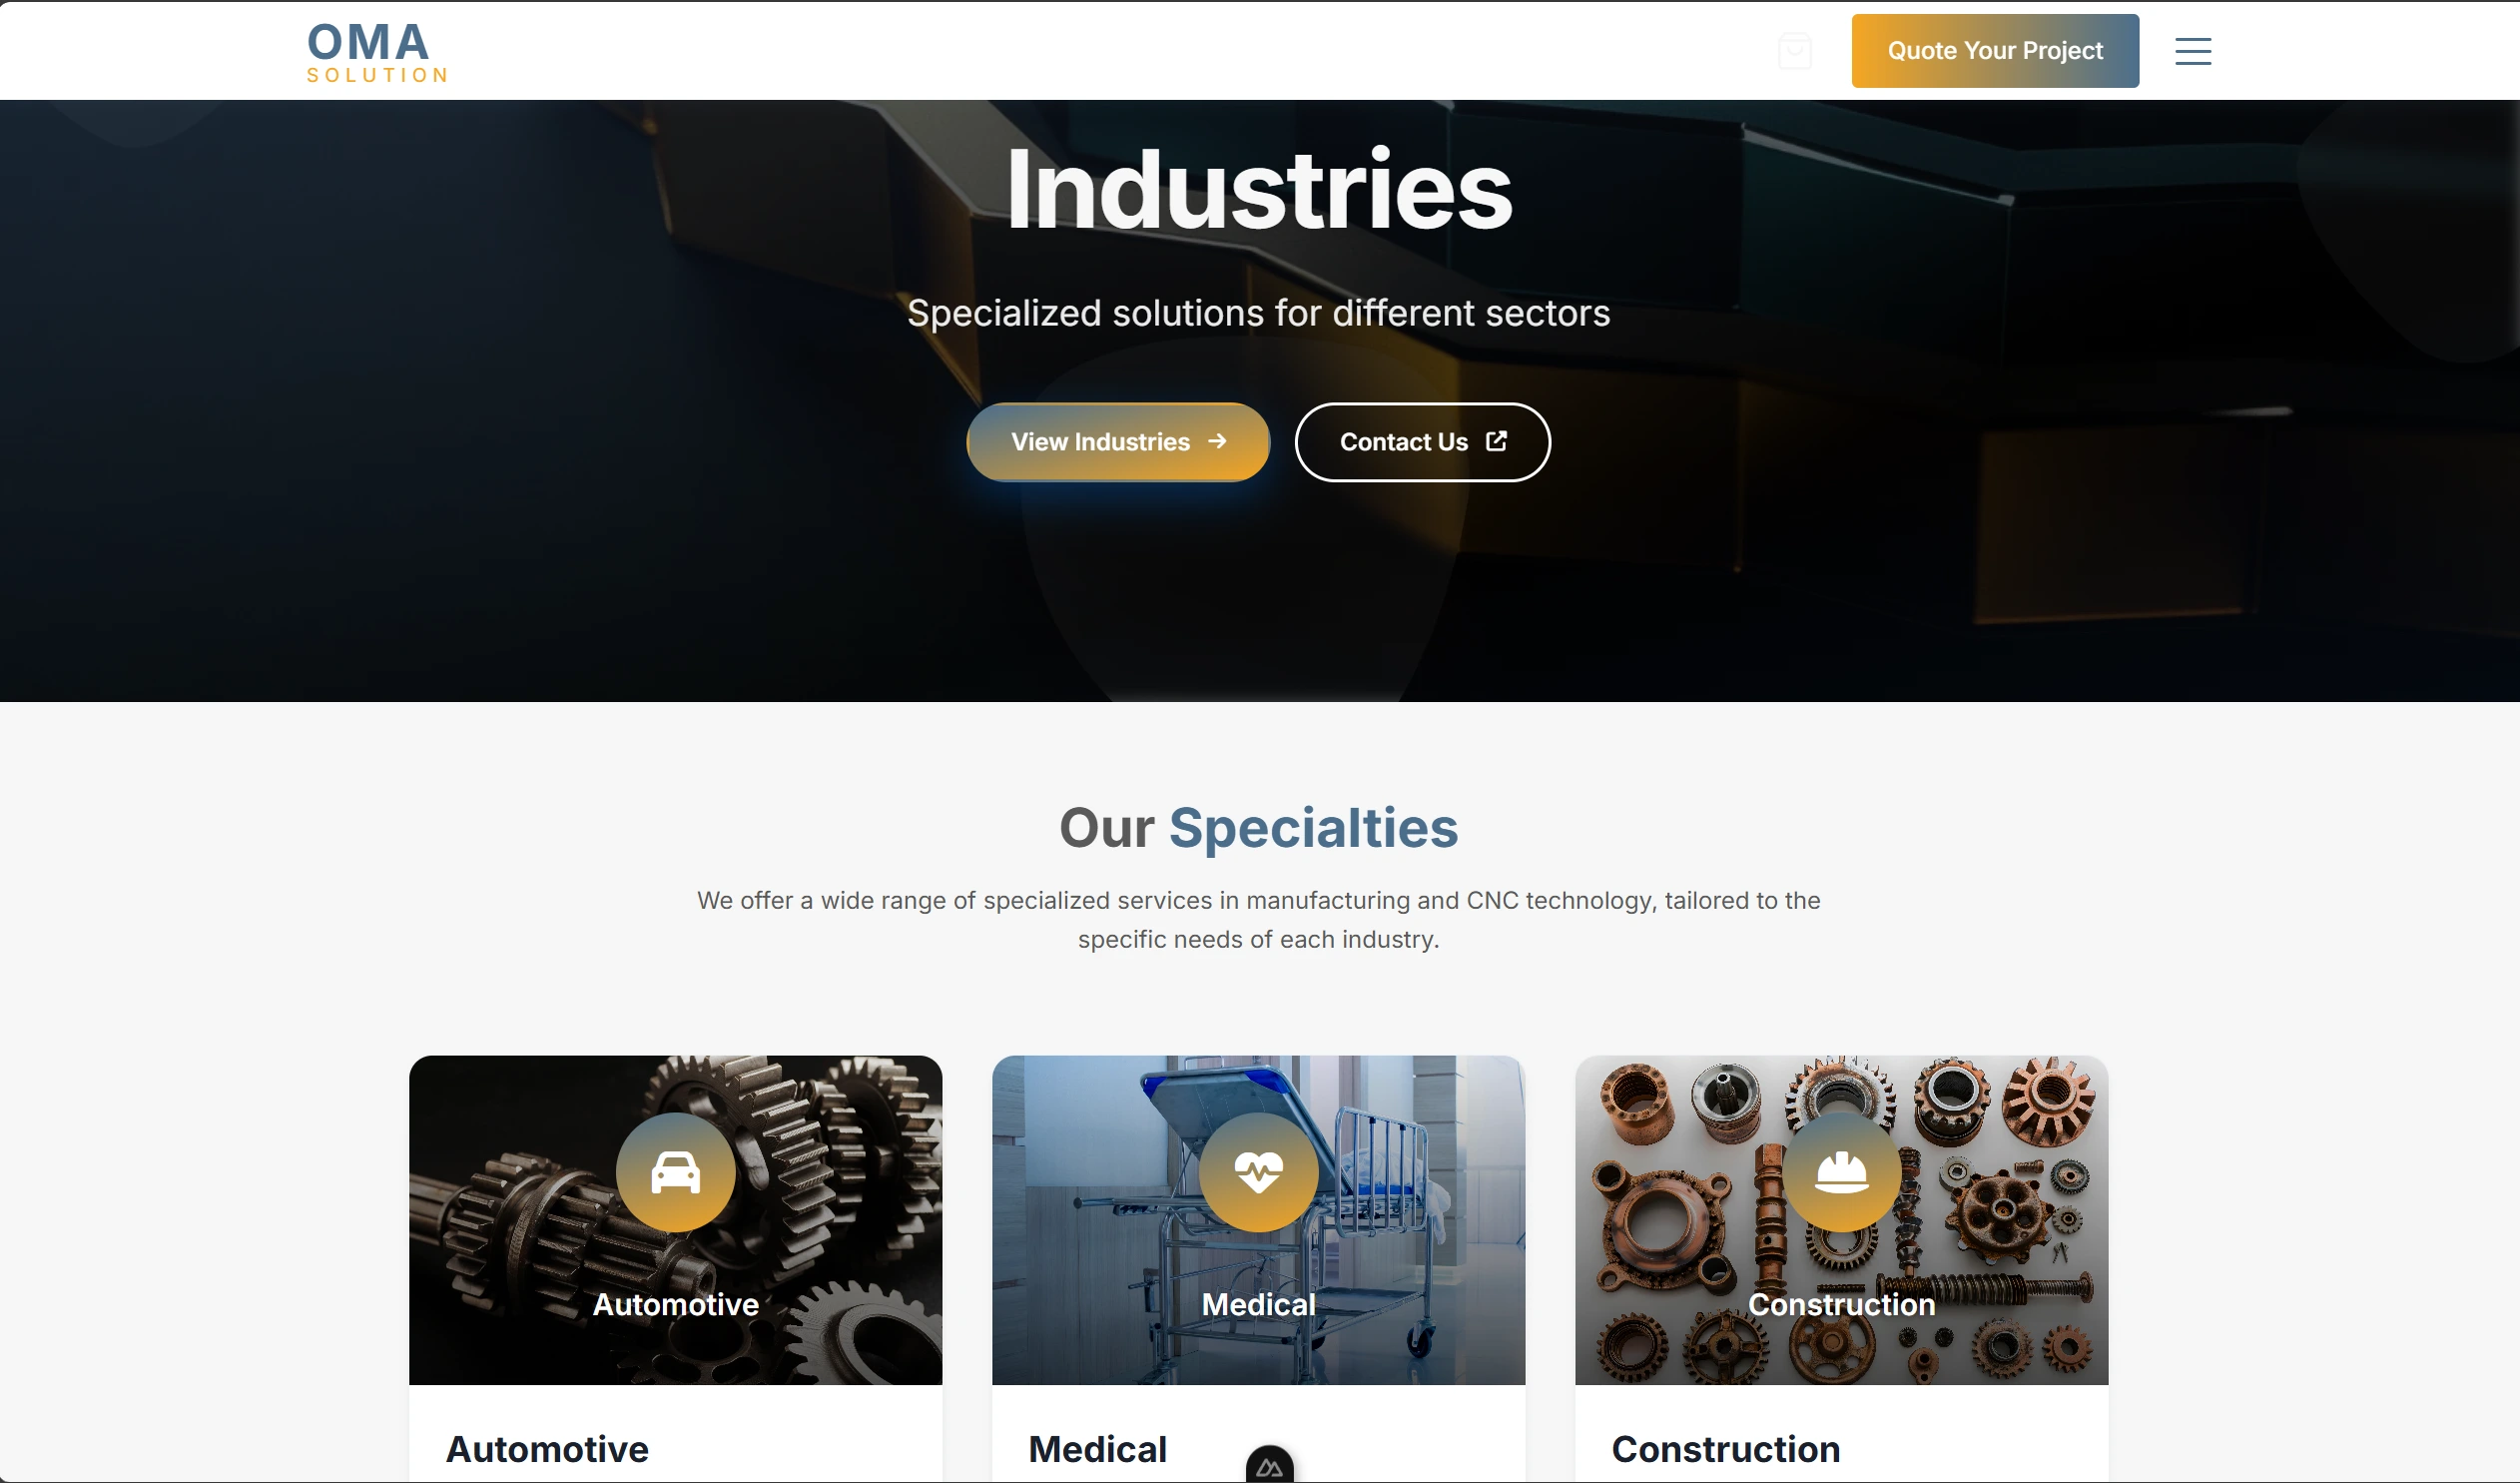 OMA
SOLUTION
Quote Your Project
Industries
Specialized solutions for different sectors
View Industries
Contact Us
Our Specialties
We offer a wide range of specialized services in manufacturing and CNC technology, tailored to the
specific needs of each industry.
Automotive
Medical
Construction
Automotive
Medical
Construction